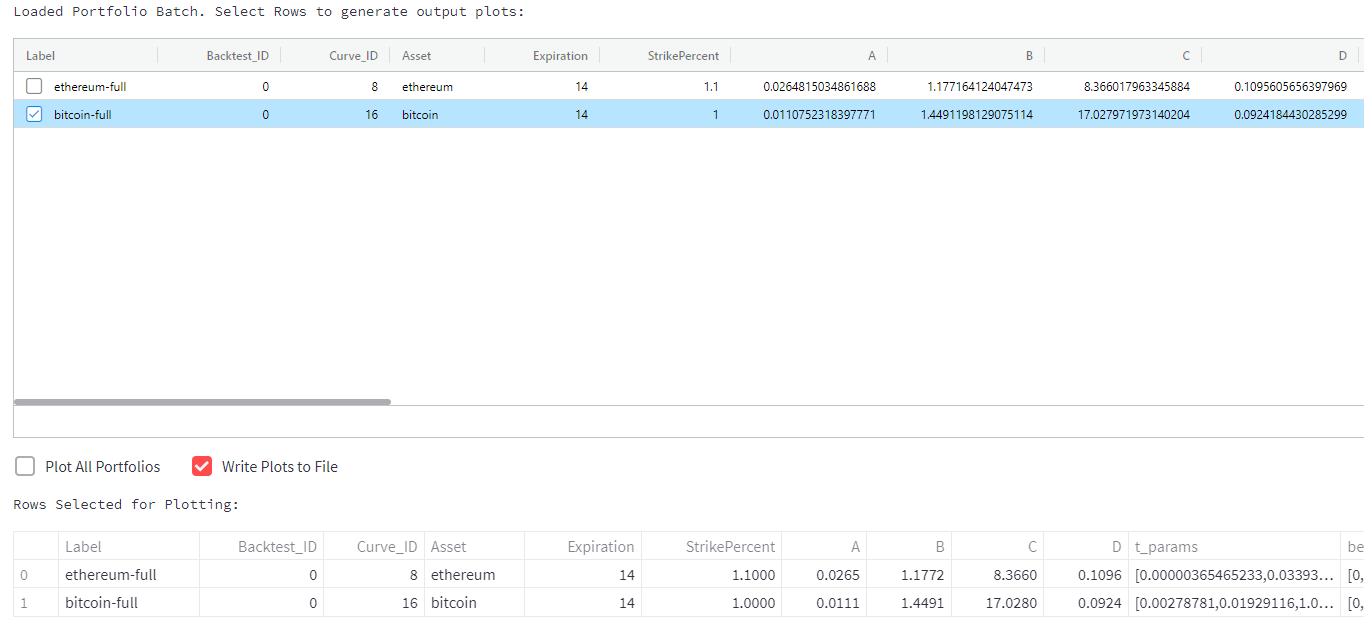 Loaded Portfolio Batch. Select Rows to generate output plots:
Label Backtest_ID Curve_ID Asset Expiration StrikePercent A B C D
ethereum-full 0 8 ethereum 14 1.1 0.0264815034861688 1.177164124047473 8.366017963345884 0.1095605656397969
bitcoin-full 0 16 bitcoin 14 1 0.0110752318397771 1.4491198129075114 17.027971973140204 0.0924184430285299
Plot All Portfolios Write Plots to File
Rows Selected for Plotting:
Label Backtest_ID Curve_ID Asset Expiration StrikePercent A B C D t_params be
0 ethereum-full 0 8 ethereum 14 1.1000 0.0265 1.1772 8.3660 0.1096 [0.00000365465233,0.03393... [0,
1 bitcoin-full 0 16 bitcoin 14 1.0000 0.0111 1.4491 17.0280 0.0924 [0.00278781,0.01929116,1.0... [0,